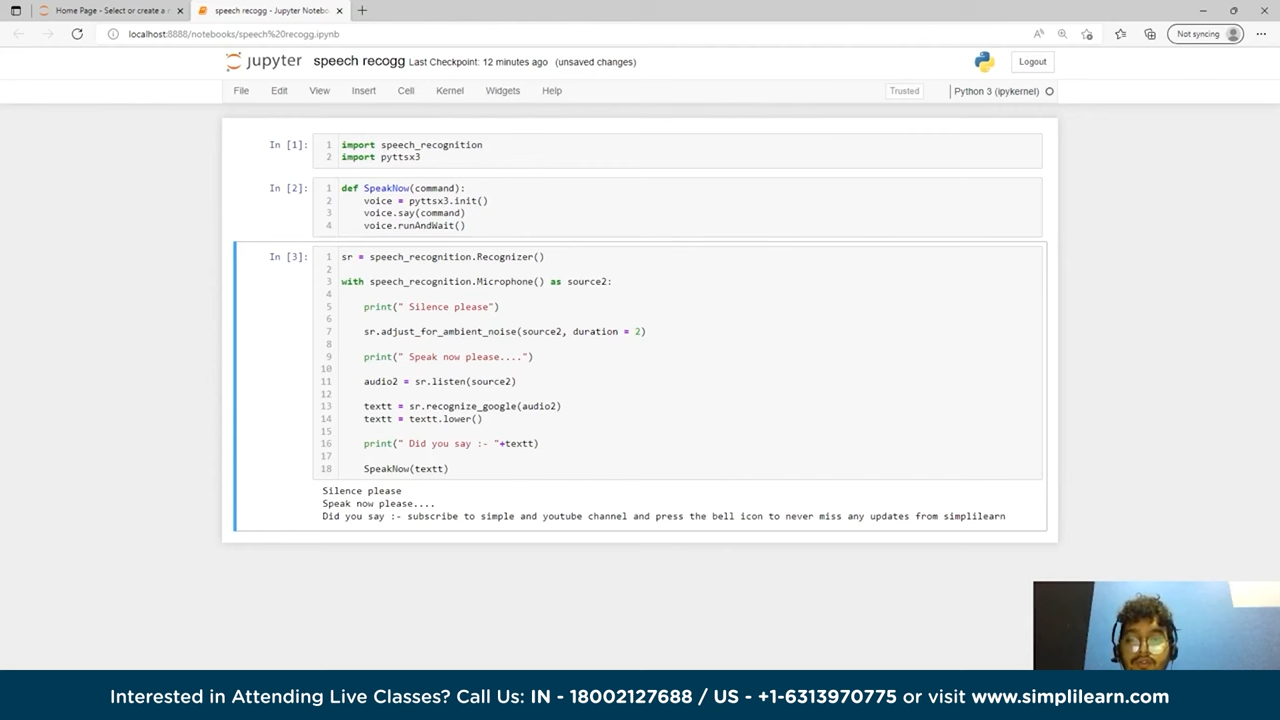 Home Page - Select or create a n
speech recogg - Jupyter Noteboo
localhost:8888/notebooks/speech%20recogg.ipynb
Not syncing
jupyter speech recogg Last Checkpoint: 12 minutes ago (unsaved changes)
Logout
File Edit View Insert Cell Kernel Widgets Help
Trusted
Python 3 (ipykernel)
In [1]:
1 import speech_recognition
2 import pyttsx3
In [2]:
1 def SpeakNow(command):
2 voice = pyttsx3.init()
3 voice.say(command)
4 voice.runAndWait()
In [3]:
1 sr = speech_recognition.Recognizer()
2
3 with speech_recognition.Microphone() as source2:
4
5 print(" Silence please")
6
7 sr.adjust_for_ambient_noise(source2, duration = 2)
8
9 print(" Speak now please....")
10
11 audio2 = sr.listen(source2)
12
13 textt = sr.recognize_google(audio2)
14 textt = textt.lower()
15
16 print(" Did you say :- "+textt)
17
18 SpeakNow(textt)
Silence please
Speak now please....
Did you say :- subscribe to simple and youtube channel and press the bell icon to never miss any updates from simplilearn
Interested in Attending Live Classes? Call Us: IN - 18002127688 / US - +1-6313970775 or visit www.simplilearn.com